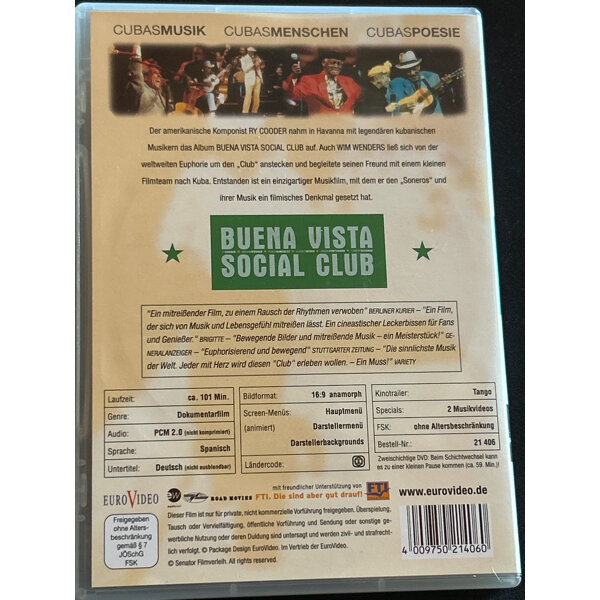 CUBASMUSIK CUBASMENSCHEN CUBASPOESIE
Der amerikanische Komponist RY COODER nahm in Havanna mit legendären kubanischen
Musikern das Album BUENA VISTA SOCIAL CLUB auf. Auch WIM WENDERS ließ sich von der
weltweiten Euphorie um den „Club" anstecken und begleitete seinen Freund mit einem kleinen
Filmteam nach Kuba. Entstanden ist ein einzigartiger Musikfilm, mit dem er den „Soneros" und
ihrer Musik ein filmisches Denkmal gesetzt hat.
BUENA VISTA
SOCIAL CLUB
"Ein mitreißender Film, zu einem Rausch der Rhythmen verwoben" BERLINER KURIER – "Ein Film,
der sich von Musik und Lebensgefühl mitreißen lässt. Ein cineastischer Leckerbissen für Fans
und Genießer." BRIGITTE – "Bewegende Bilder und mitreißende Musik – ein Meisterstück!" GE-
NERALANZEIGER – "Euphorisierend und bewegend" STUTTGARTER ZEITUNG – "Die sinnlichste Musik
der Welt. Jeder mit Herz wird diesen "Club" erleben wollen. – Ein Muss!" VARIETY
Laufzeit: ca. 101 Min.
Genre: Dokumentarfilm
Audio: PCM 2.0 (nicht komprimiert)
Sprache: Spanisch
Untertitel: Deutsch (nicht ausblendbar)
Bildformat: 16:9 anamorph
Screen-Menüs: Hauptmenü
(animiert) Darstellermenü
Darstellerbackgrounds
Ländercode:
Kinotrailer: Tango
Specials: 2 Musikvideos
FSK: ohne Altersbeschränkung
Bestell-Nr.: 21 406
Zweischichtige DVD: Beim Schichtwechsel kann
es zu einer kleinen Pause kommen (ca. 59 Min.)!
EUROVIDEO
ROAD MOVIES
mit freundlicher Unterstützung von
FTI. Die sind aber gut drauf!
FTI
www.eurovideo.de
Freigegeben
ohne Alters-
beschränkung
gemäß § 7
JÖSchG
FSK
Dieser Film ist nur für private, nicht kommerzielle Vorführung freigegeben. Überspielung,
Tausch oder Vervielfältigung, öffentliche Vorführung und Sendung oder sonstige ge-
werbliche Nutzung oder deren Duldung sind untersagt und werden zivil- und strafrecht-
lich verfolgt. © Package Design EuroVideo. Im Vertrieb der EuroVideo.
© Senator Filmverleih. All rights reserved.
4 009750 214060